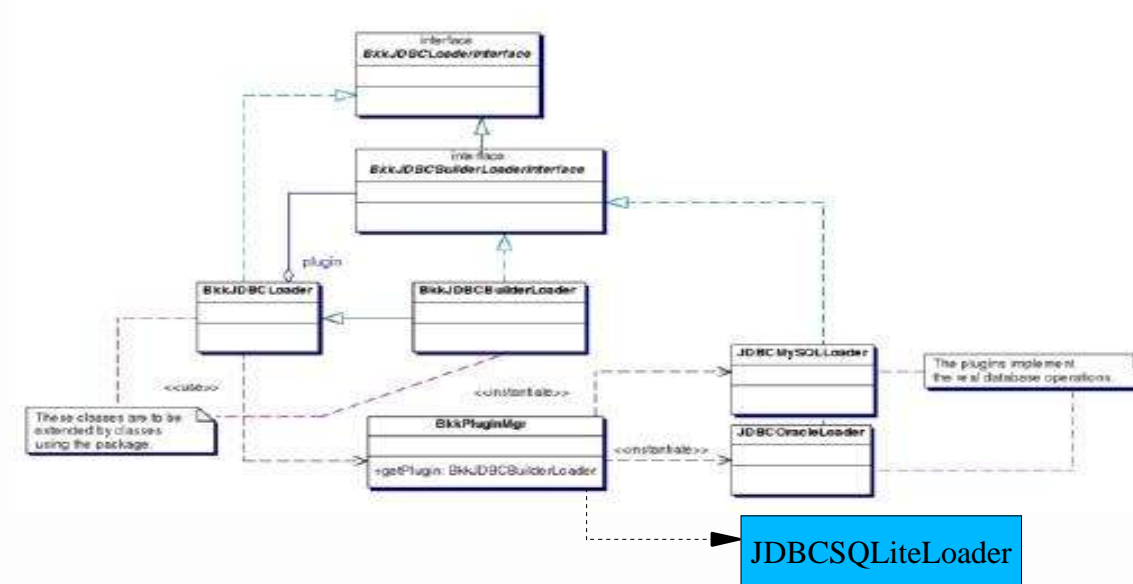 interface
BkkJDBCLoaderInterface
interface
BkkJDBCBuilderLoaderInterface
plugin
BkkJDBCLoader
BkkJDBCBuilderLoader
JDBCMySQLLoader
The plugins implement
the real database operations.
<<use>>
<<instantiate>>
These classes are to be
extended by classes
using the package.
BkkPluginMgr
+getPlugin: BkkJDBCBuilderLoader
<<instantiate>>
JDBCOracleLoader
JDBCSQLiteLoader